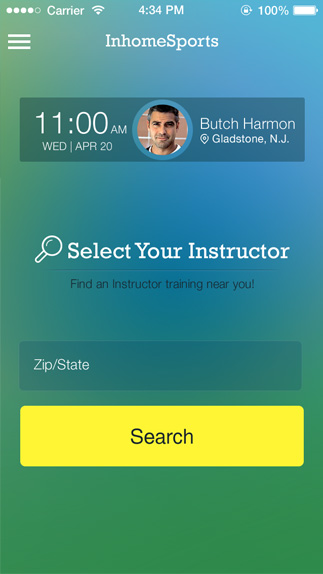 Carrier 4:34 PM 100%
InhomeSports
11:00 AM
WED | APR 20
Butch Harmon
Gladstone, N.J.
Select Your Instructor
Find an Instructor training near you!
Zip/State
Search